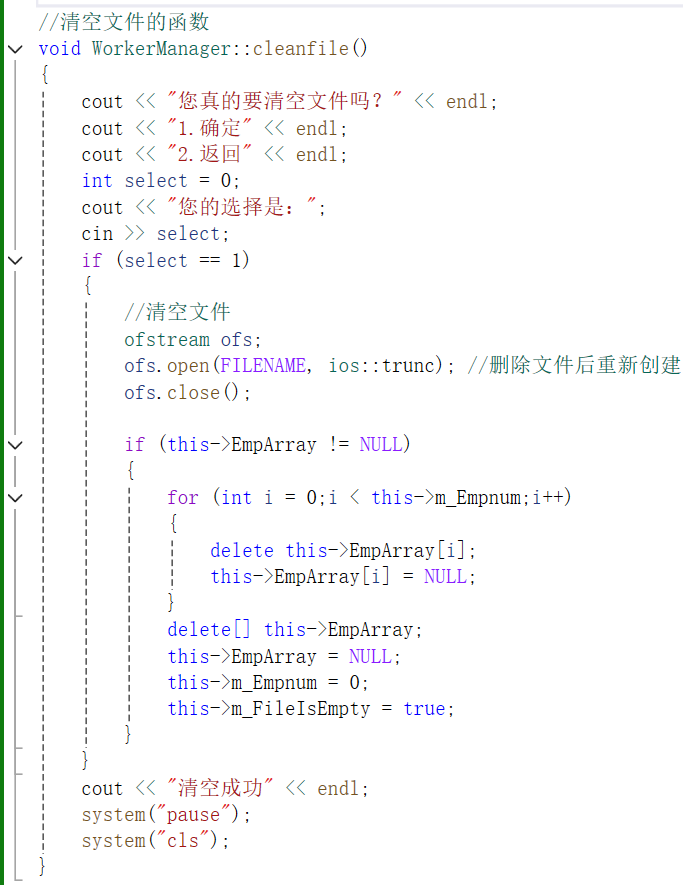 //清空文件的函数
void WorkerManager::cleanfile()
{
    cout << "您真的要清空文件吗？" << endl;
    cout << "1.确定" << endl;
    cout << "2.返回" << endl;
    int select = 0;
    cout << "您的选择是：";
    cin >> select;
    if (select == 1)
    {
        //清空文件
        ofstream ofs;
        ofs.open(FILENAME, ios::trunc); //删除文件后重新创建
        ofs.close();

        if (this->EmpArray != NULL)
        {
            for (int i = 0;i < this->m_Empnum;i++)
            {
                delete this->EmpArray[i];
                this->EmpArray[i] = NULL;
            }
            delete[] this->EmpArray;
            this->EmpArray = NULL;
            this->m_Empnum = 0;
            this->m_FileIsEmpty = true;
        }
    }
    cout << "清空成功" << endl;
    system("pause");
    system("cls");
}